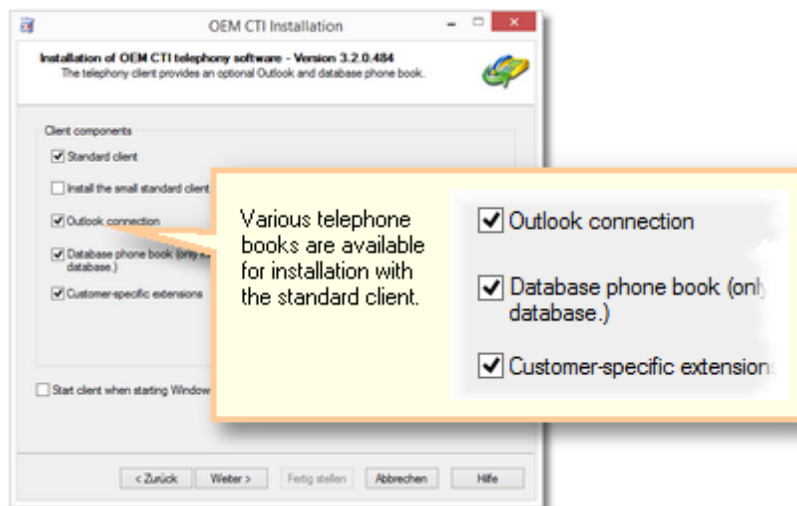 OEM CTI Installation
Installation of OEM CTI telephony software - Version 3.2.0.484
The telephony client provides an optional Outlook and database phone book.
Client components
Standard client
Install the small standard client
Outlook connection
Database phone book (only
database.)
Customer-specific extensions
Start client when starting Window
< Zurück
Weiter >
Fertig stellen
Abbrechen
Hilfe
Various telephone
books are available
for installation with
the standard client.
Outlook connection
Database phone book (only
database.)
Customer-specific extensions